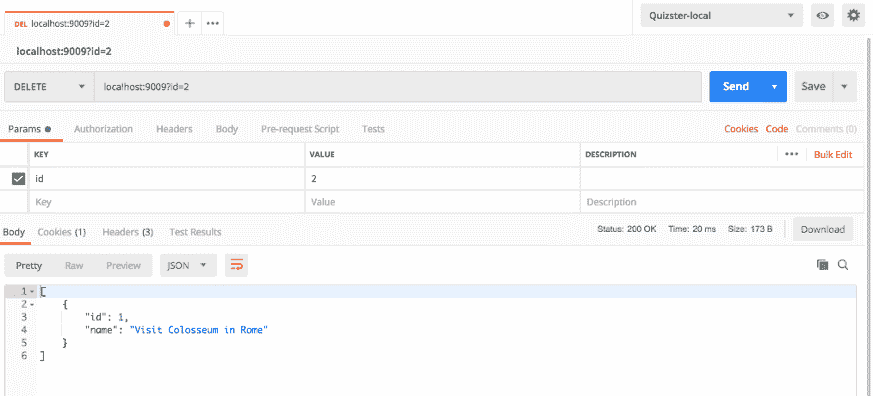 DEL localhost:9009?id=2 + ••• Quizster-local
localhost:9009?id=2
DELETE localhost:9009?id=2 Send Save
Params Authorization Headers Body Pre-request Script Tests Cookies Code Comments (0)
KEY VALUE DESCRIPTION ••• Bulk Edit
id 2
Key Value Description
Body Cookies (1) Headers (3) Test Results Status: 200 OK Time: 20 ms Size: 173 B Download
Pretty Raw Preview JSON
1 [
2 {
3 "id": 1,
4 "name": "Visit Colosseum in Rome"
5 }
6 ]